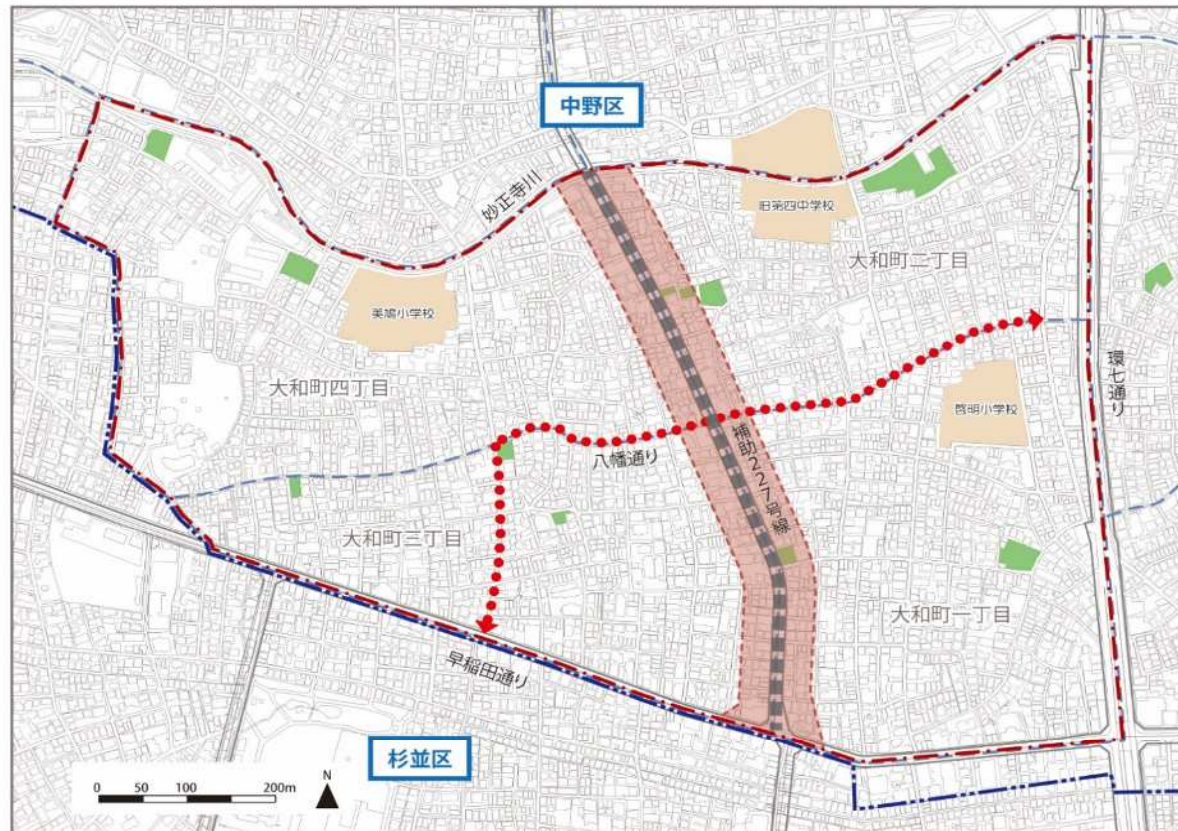 中野区
妙正寺川
旧第四中学校
大和町二丁目
美鳩小学校
環七通り
大和町四丁目
啓明小学校
八幡通り
補助227号線
大和町三丁目
大和町一丁目
早稲田通り
杉並区
0 50 100 200m
N